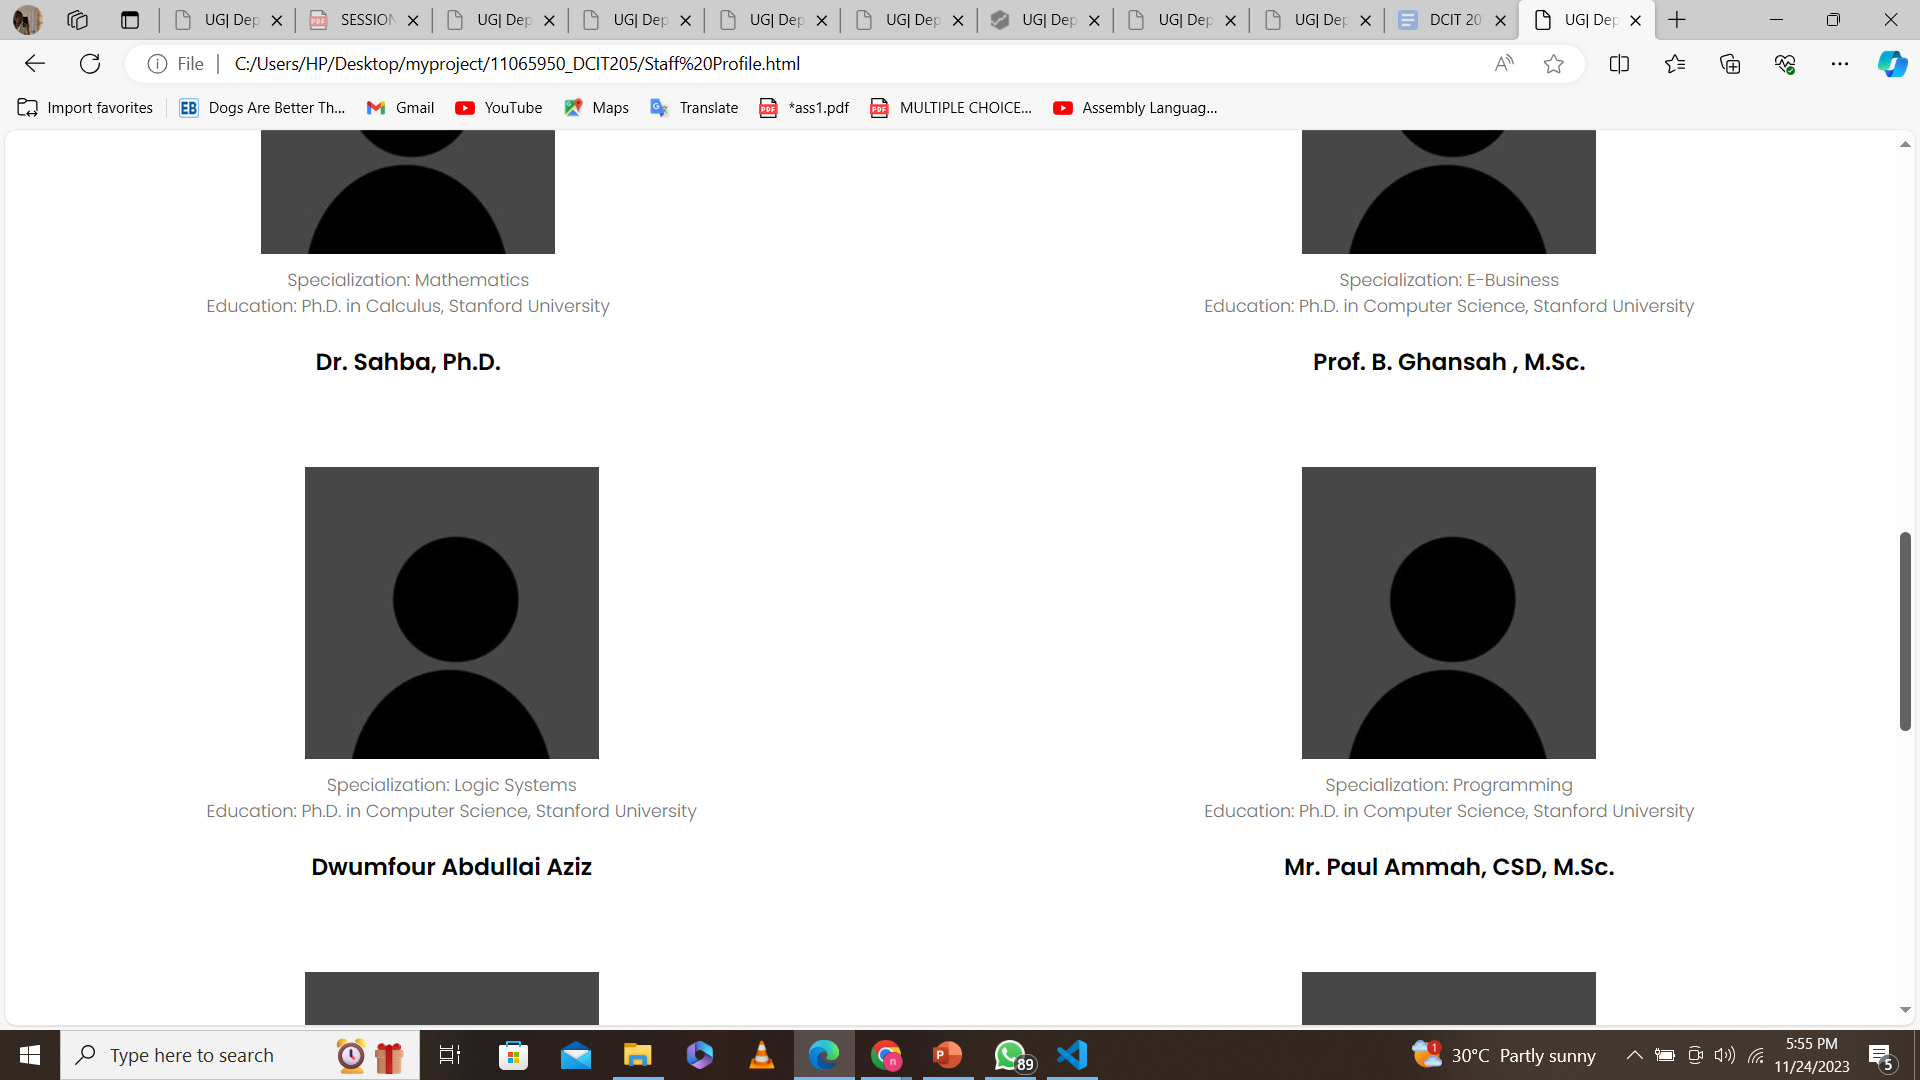 UG| Dep
SESSION
UG| Dep
UG| Dep
UG| Dep
UG| Dep
UG| Dep
UG| Dep
UG| Dep
DCIT 20
UG| Dep
File
C:/Users/HP/Desktop/myproject/11065950_DCIT205/Staff%20Profile.html
Import favorites
EB Dogs Are Better Th...
Gmail
YouTube
Maps
Translate
PDF *ass1.pdf
PDF MULTIPLE CHOICE...
Assembly Languag...
Specialization: Mathematics
Education: Ph.D. in Calculus, Stanford University
Dr. Sahba, Ph.D.
Specialization: E-Business
Education: Ph.D. in Computer Science, Stanford University
Prof. B. Ghansah , M.Sc.
Specialization: Logic Systems
Education: Ph.D. in Computer Science, Stanford University
Dwumfour Abdullai Aziz
Specialization: Programming
Education: Ph.D. in Computer Science, Stanford University
Mr. Paul Ammah, CSD, M.Sc.
Type here to search
89
1
30°C Partly sunny
5:55 PM
11/24/2023
5